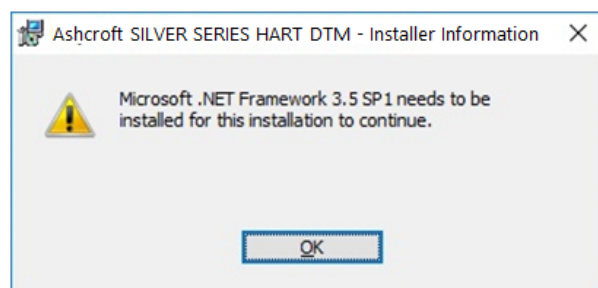 Ashcroft SILVER SERIES HART DTM - Installer Information
Microsoft .NET Framework 3.5 SP1 needs to be
installed for this installation to continue.
OK